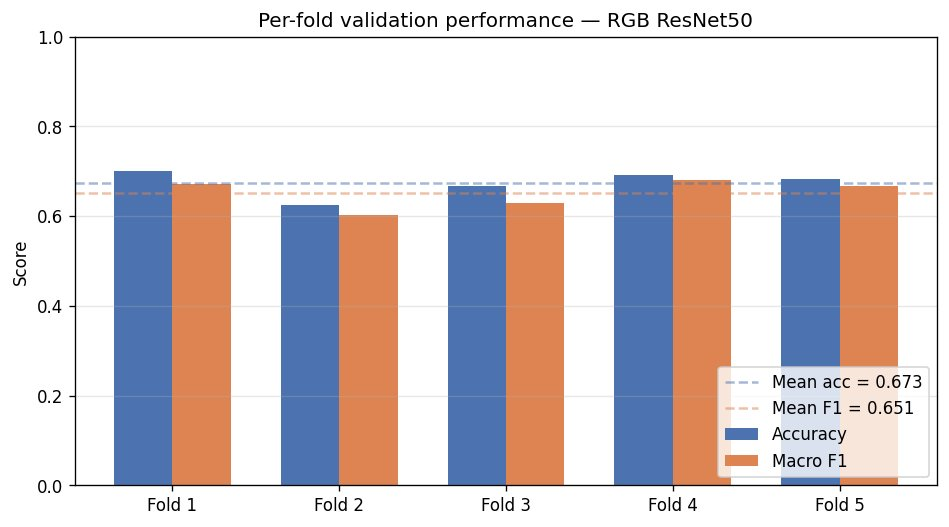 Per-fold validation performance — RGB ResNet50
Score
1.0
0.8
0.6
0.4
0.2
0.0
Mean acc = 0.673
Mean F1 = 0.651
Accuracy
Macro F1
Fold 1
Fold 2
Fold 3
Fold 4
Fold 5